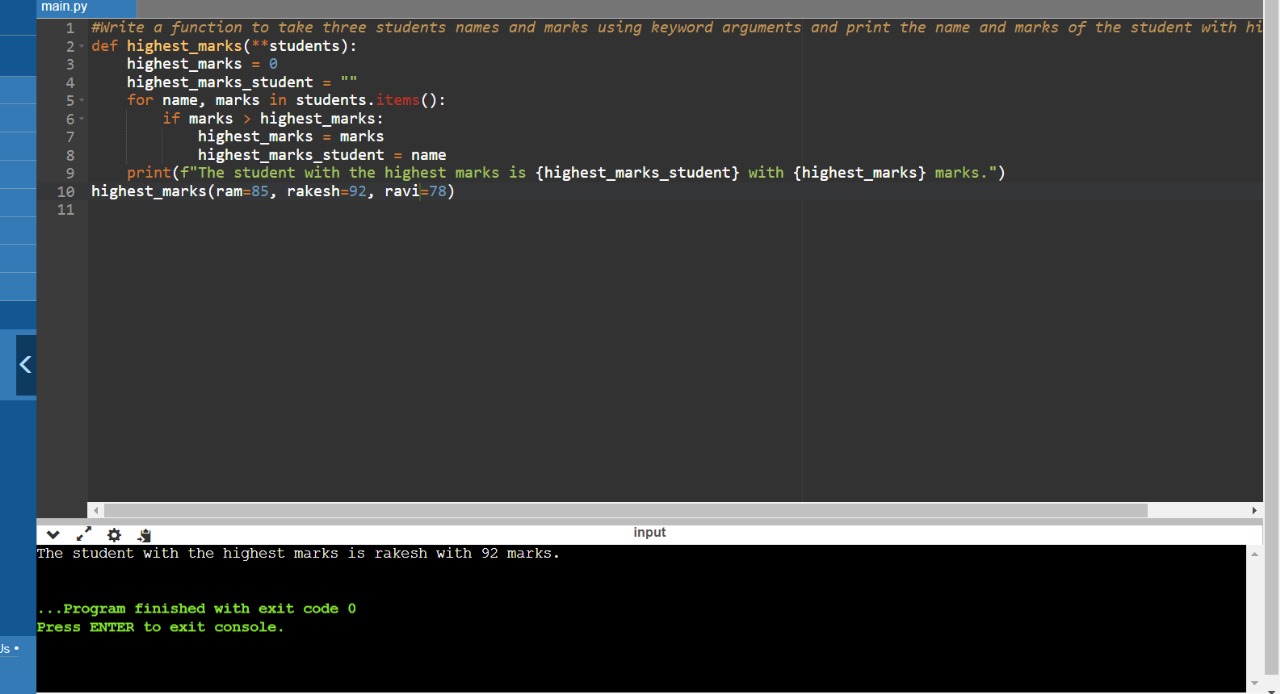 main.py
1 #Write a function to take three students names and marks using keyword arguments and print the name and marks of the student with hi
2 def highest_marks(**students):
3     highest_marks = 0
4     highest_marks_student = ""
5     for name, marks in students.items():
6         if marks > highest_marks:
7             highest_marks = marks
8             highest_marks_student = name
9     print(f"The student with the highest marks is {highest_marks_student} with {highest_marks} marks.")
10 highest_marks(ram=85, rakesh=92, ravi=78)
11
input
The student with the highest marks is rakesh with 92 marks.
...Program finished with exit code 0
Press ENTER to exit console.
Us •